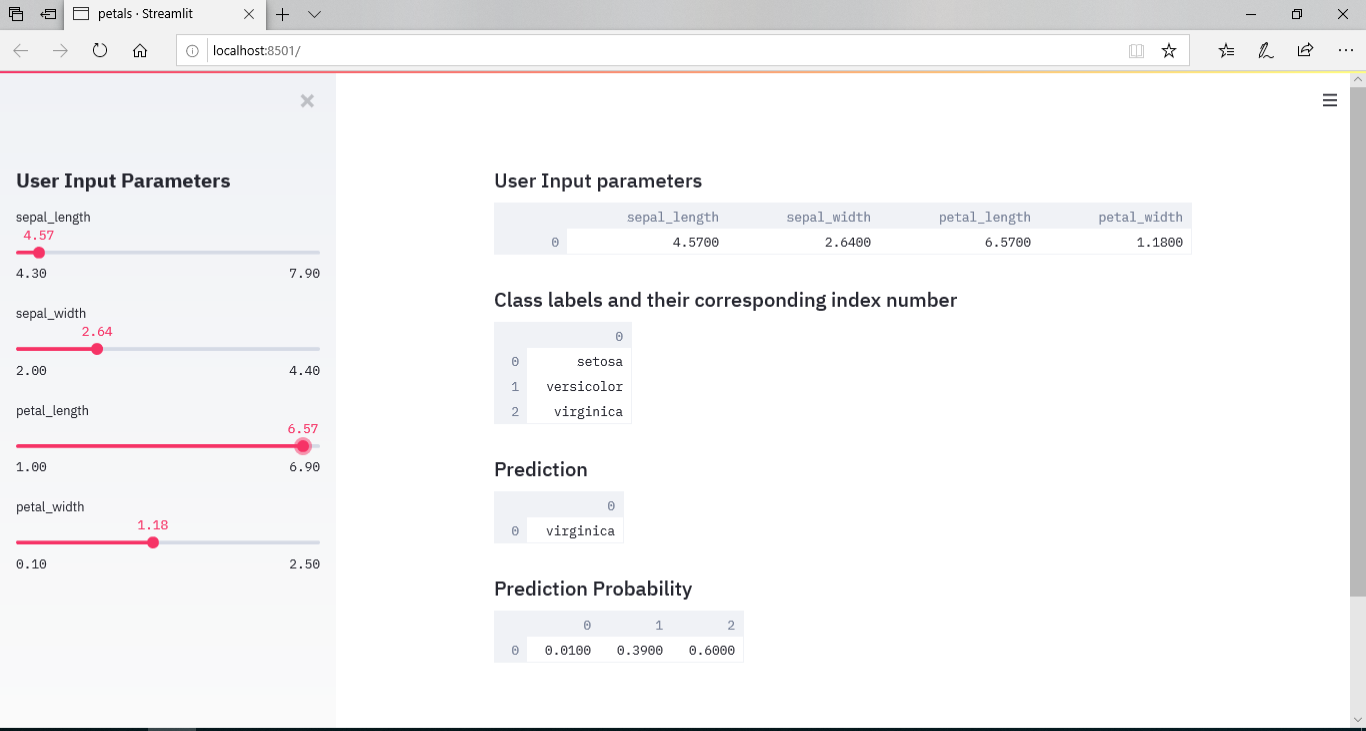 petals · Streamlit
localhost:8501/
User Input Parameters
sepal_length
4.57
4.30 7.90
sepal_width
2.64
2.00 4.40
petal_length
6.57
1.00 6.90
petal_width
1.18
0.10 2.50
User Input parameters
sepal_length sepal_width petal_length petal_width
0 4.5700 2.6400 6.5700 1.1800
Class labels and their corresponding index number
0
0 setosa
1 versicolor
2 virginica
Prediction
0
0 virginica
Prediction Probability
0 1 2
0 0.0100 0.3900 0.6000